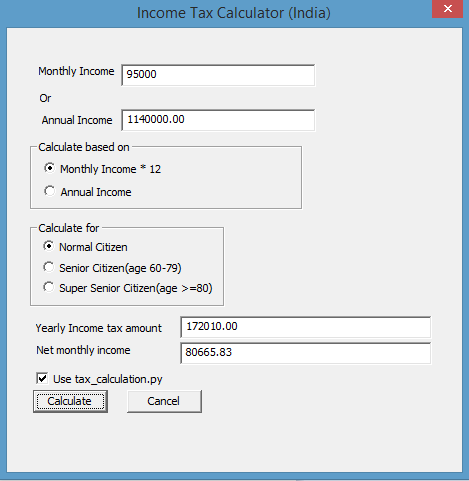 Income Tax Calculator (India)
Monthly Income 95000
Or
Annual Income 1140000.00
Calculate based on
Monthly Income * 12
Annual Income
Calculate for
Normal Citizen
Senior Citizen(age 60-79)
Super Senior Citizen(age >=80)
Yearly Income tax amount 172010.00
Net monthly income 80665.83
Use tax_calculation.py
Calculate Cancel